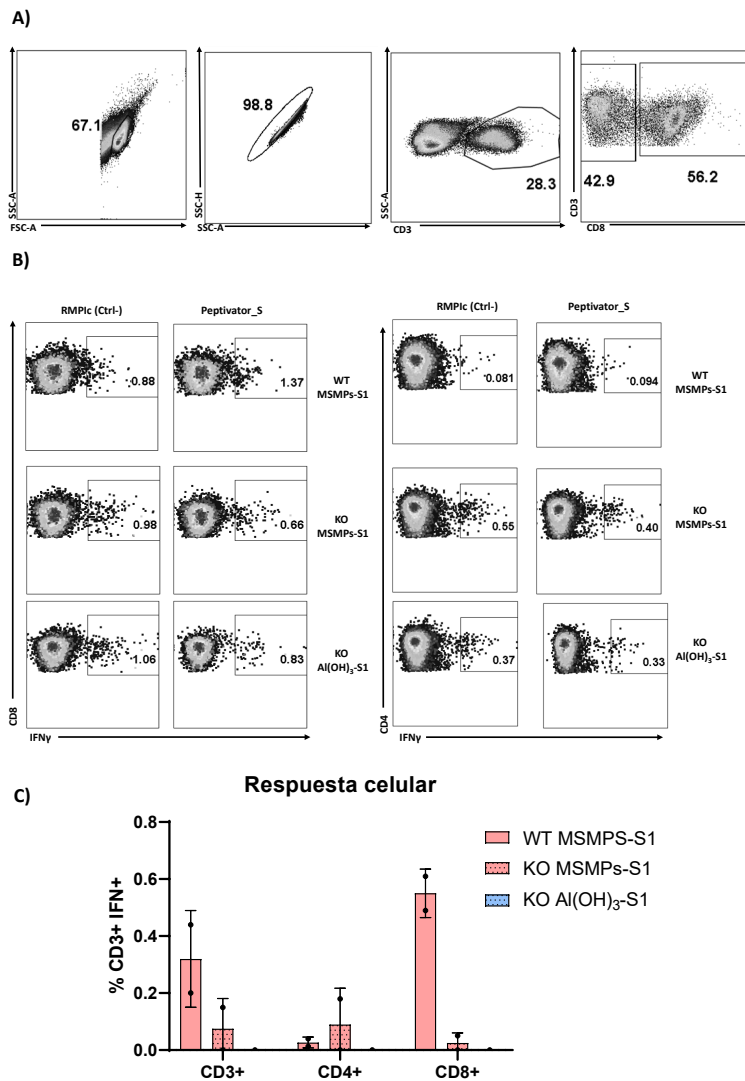 A)
67.1
SSC-A
FSC-A
98.8
SSC-H
SSC-A
28.3
SSC-A
CD3
42.9
56.2
CD3
CD8
B)
RMPIc (Ctrl-)
Peptivator_S
0.88
1.37
WT
MSMPs-S1
0.98
0.66
KO
MSMPs-S1
1.06
0.83
KO
Al(OH)₃-S1
CD8
IFNγ
RMPIc (Ctrl-)
Peptivator_S
0.081
0.094
WT
MSMPs-S1
0.55
0.40
KO
MSMPs-S1
0.37
0.33
KO
Al(OH)₃-S1
CD4
IFNγ
C)
Respuesta celular
% CD3+ IFN+
0.8
0.6
0.4
0.2
0.0
CD3+
CD4+
CD8+
WT MSMPS-S1
KO MSMPs-S1
KO Al(OH)₃-S1